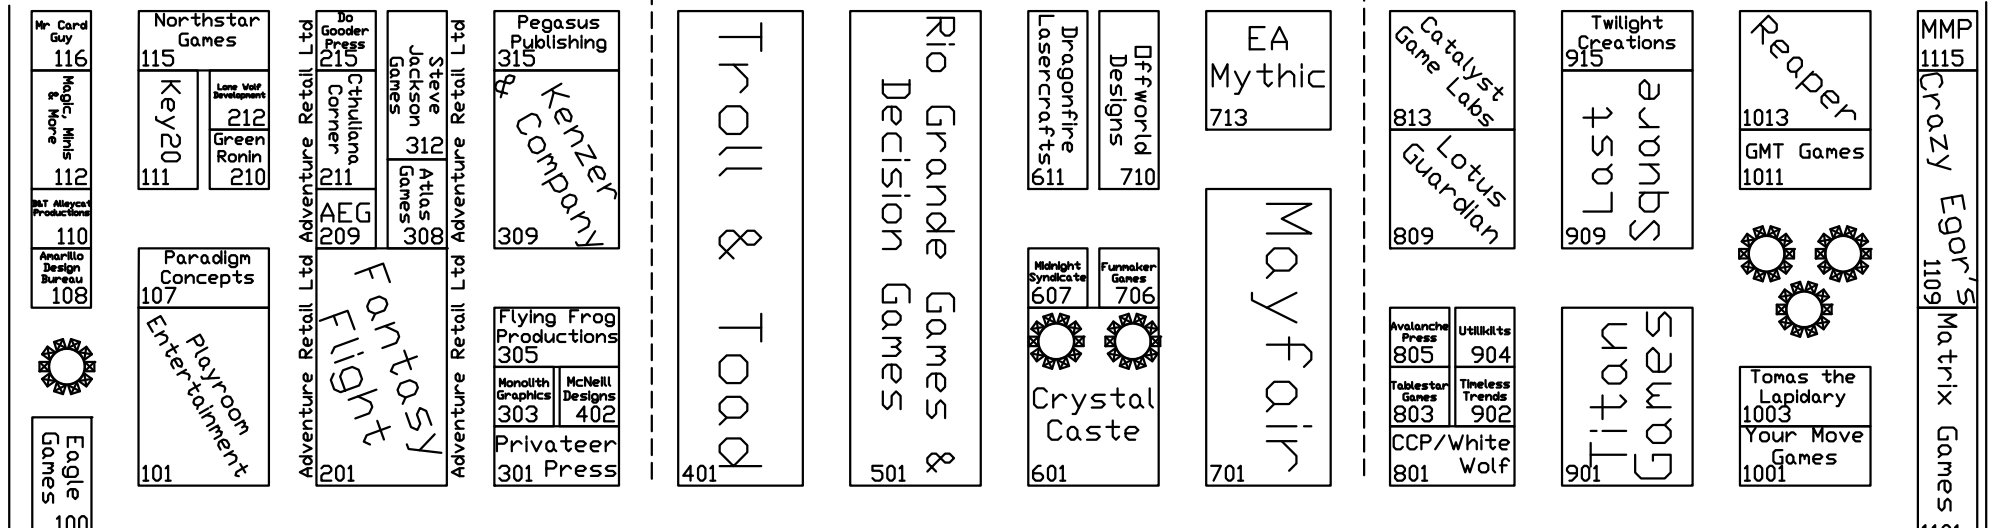 Mr Card
Guy
116
Magic, Minis
& More
112
B&T Alleycat
Productions
110
Amarillo
Design
Bureau
108
Eagle
Games
100
Northstar
Games
115
Key20
111
Lone Wolf
Development
212
Green
Ronin
210
Paradigm
Concepts
107
Playroom
Entertainment
101
Adventure Retail Ltd
Adventure Retail Ltd
Do
Gooder
Press
215
Cthulhiana
Corner
211
AEG
209
Steve
Jackson
Games
312
Atlas
Games
308
Fantasy
Flight
201
Adventure Retail Ltd
Adventure Retail Ltd
Pegasus
Publishing
315
Kenzer
& Company
309
Flying Frog
Productions
305
Monolith
Graphics
303
McNeill
Designs
402
Privateer
Press
301
Troll & Toad
401
Rio Grande Games &
Decision Games
501
Dragonfire
Lasercrafts
611
Offworld
Designs
710
Midnight
Syndicate
607
Funmaker
Games
706
Crystal
Caste
601
EA
Mythic
713
Mayfair
701
Catalyst
Game Labs
813
Lotus
Guardian
809
Avalanche
Press
805
Utilikilts
904
Tablestar
Games
803
Timeless
Trends
902
CCP/White
Wolf
801
Twilight
Creations
915
Last
Square
909
Titan
Games
901
Reaper
1013
GMT Games
1011
Tomas the
Lapidary
1003
Your Move
Games
1001
MMP
1115
Crazy Egor's
1109
Matrix Games